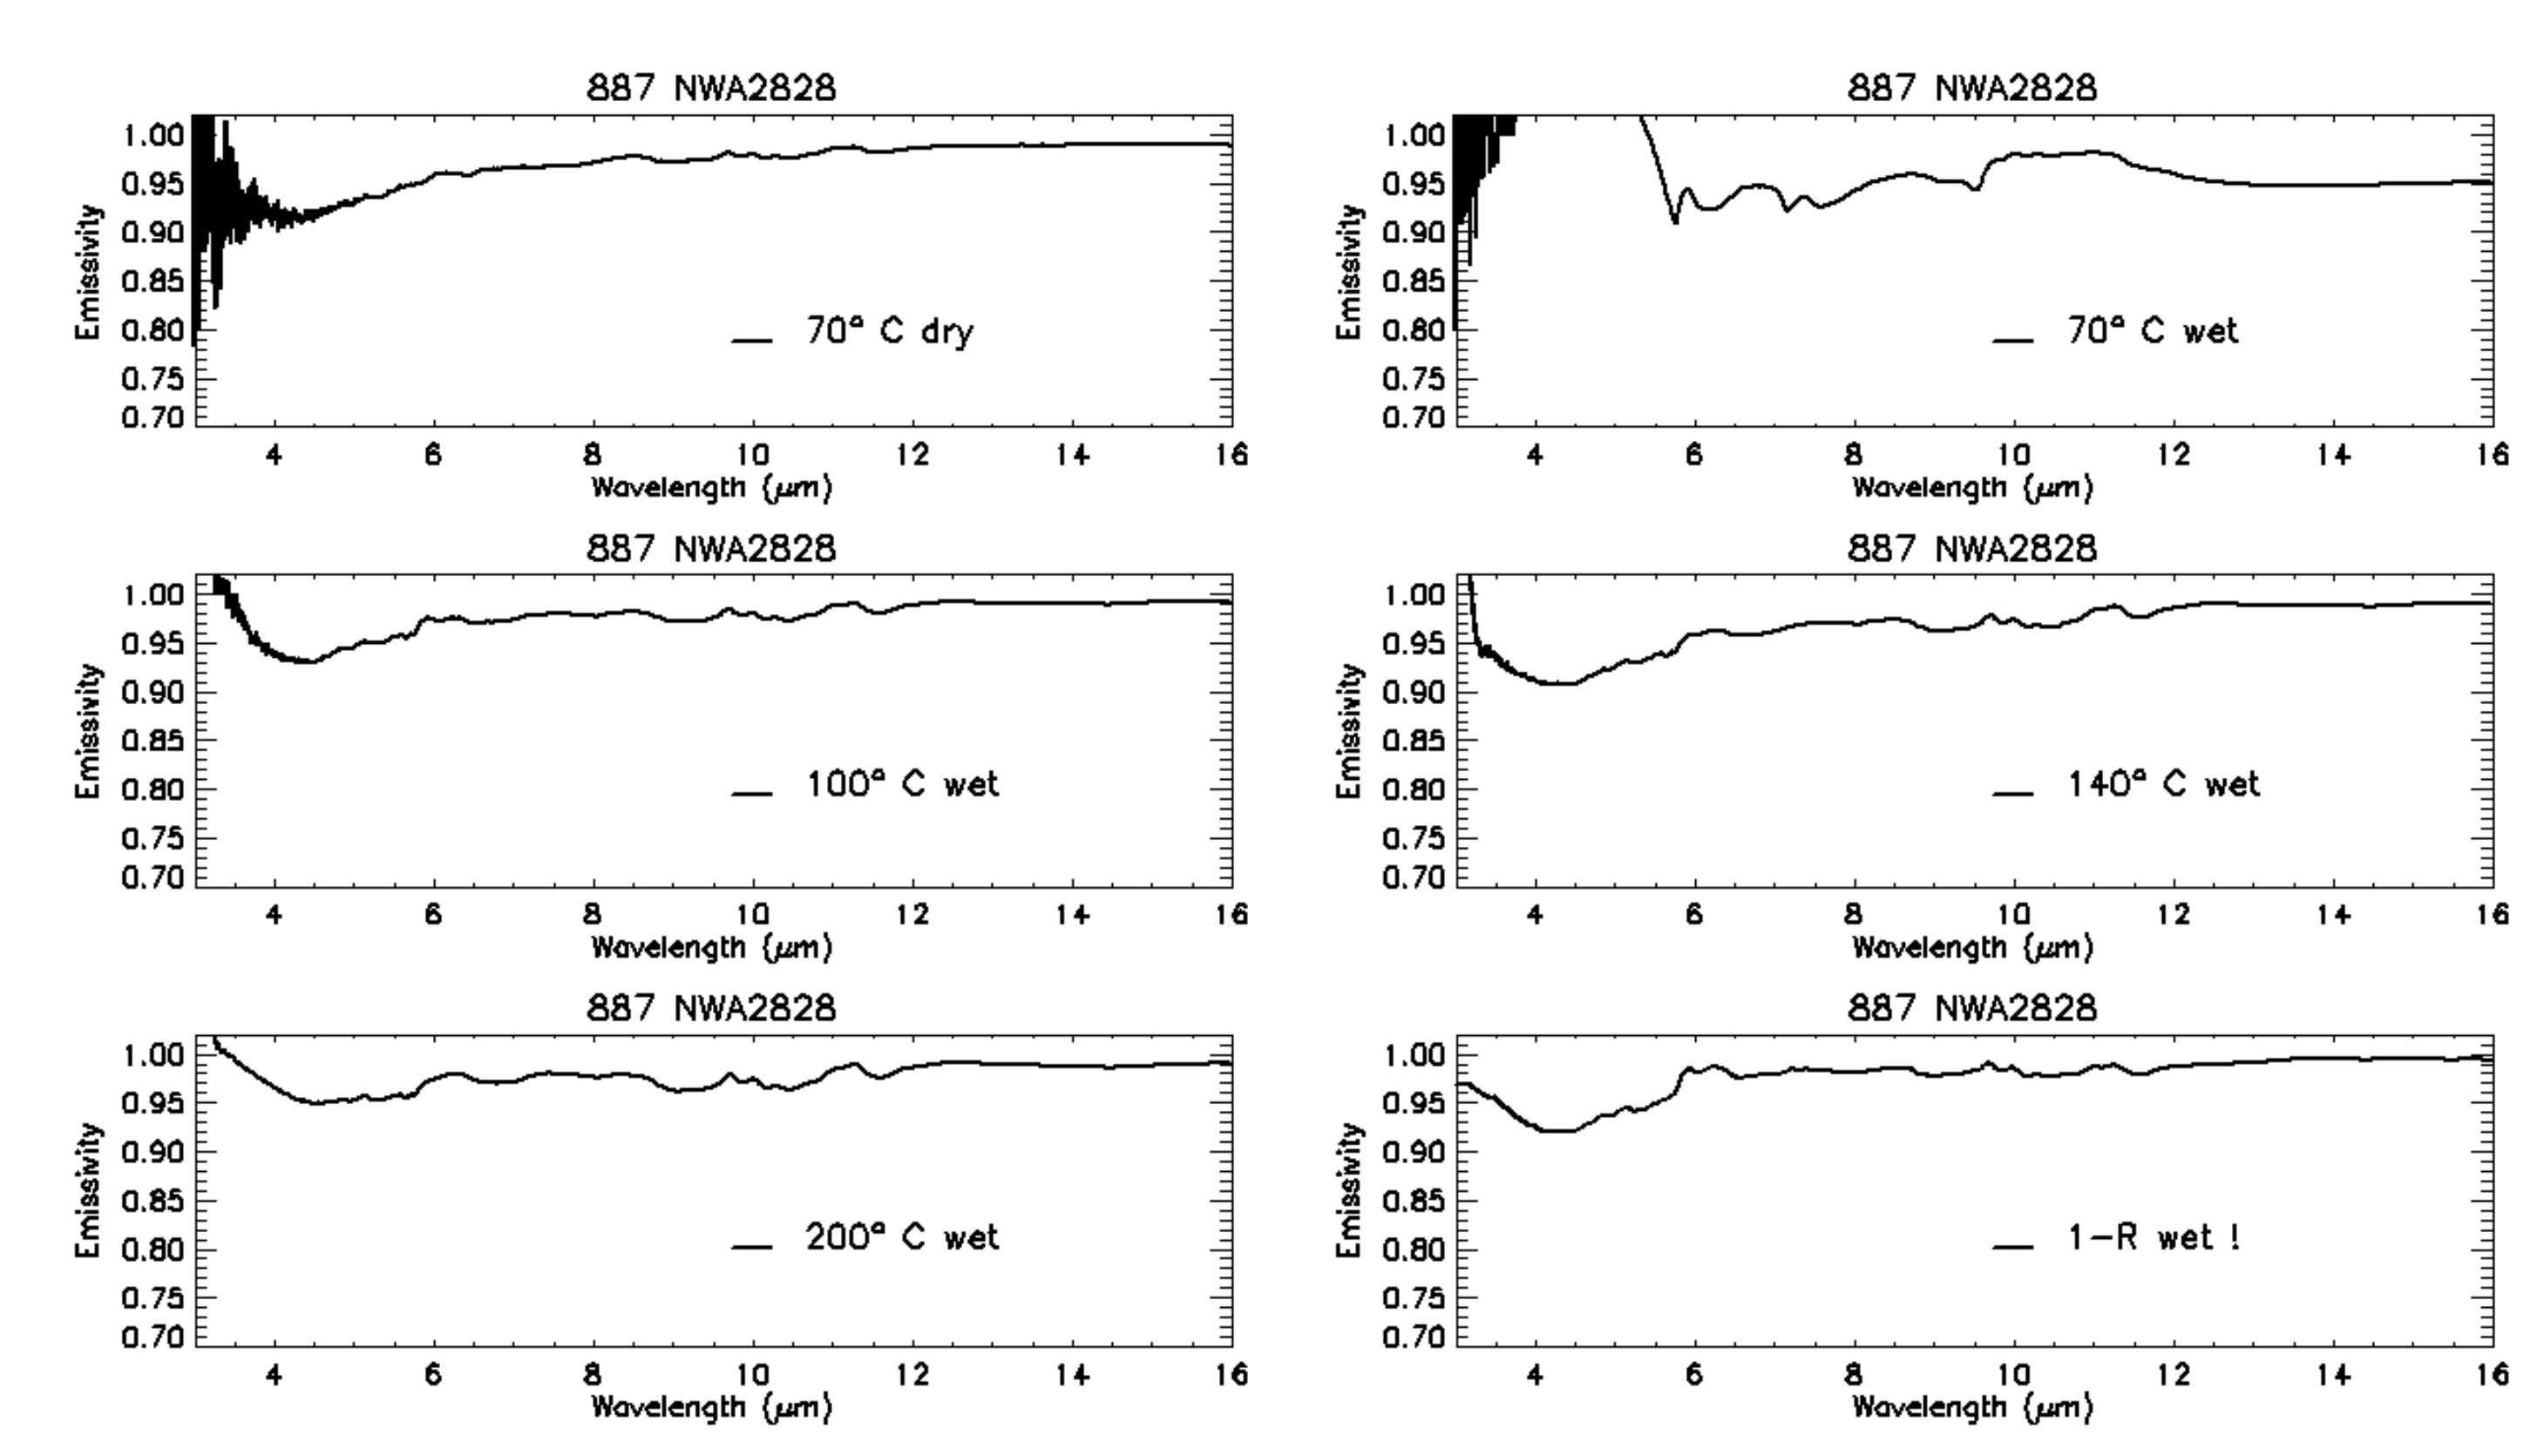 887 NWA2828
1.00
0.95
0.90
0.85
0.80
0.75
0.70
Emissivity
70° C dry
4 6 8 10 12 14 16
Wavelength (μm)
887 NWA2828
1.00
0.95
0.90
0.85
0.80
0.75
0.70
Emissivity
70° C wet
4 6 8 10 12 14 16
Wavelength (μm)
887 NWA2828
1.00
0.95
0.90
0.85
0.80
0.75
0.70
Emissivity
100° C wet
4 6 8 10 12 14 16
Wavelength (μm)
887 NWA2828
1.00
0.95
0.90
0.85
0.80
0.75
0.70
Emissivity
140° C wet
4 6 8 10 12 14 16
Wavelength (μm)
887 NWA2828
1.00
0.95
0.90
0.85
0.80
0.75
0.70
Emissivity
200° C wet
4 6 8 10 12 14 16
Wavelength (μm)
887 NWA2828
1.00
0.95
0.90
0.85
0.80
0.75
0.70
Emissivity
1-R wet !
4 6 8 10 12 14 16
Wavelength (μm)